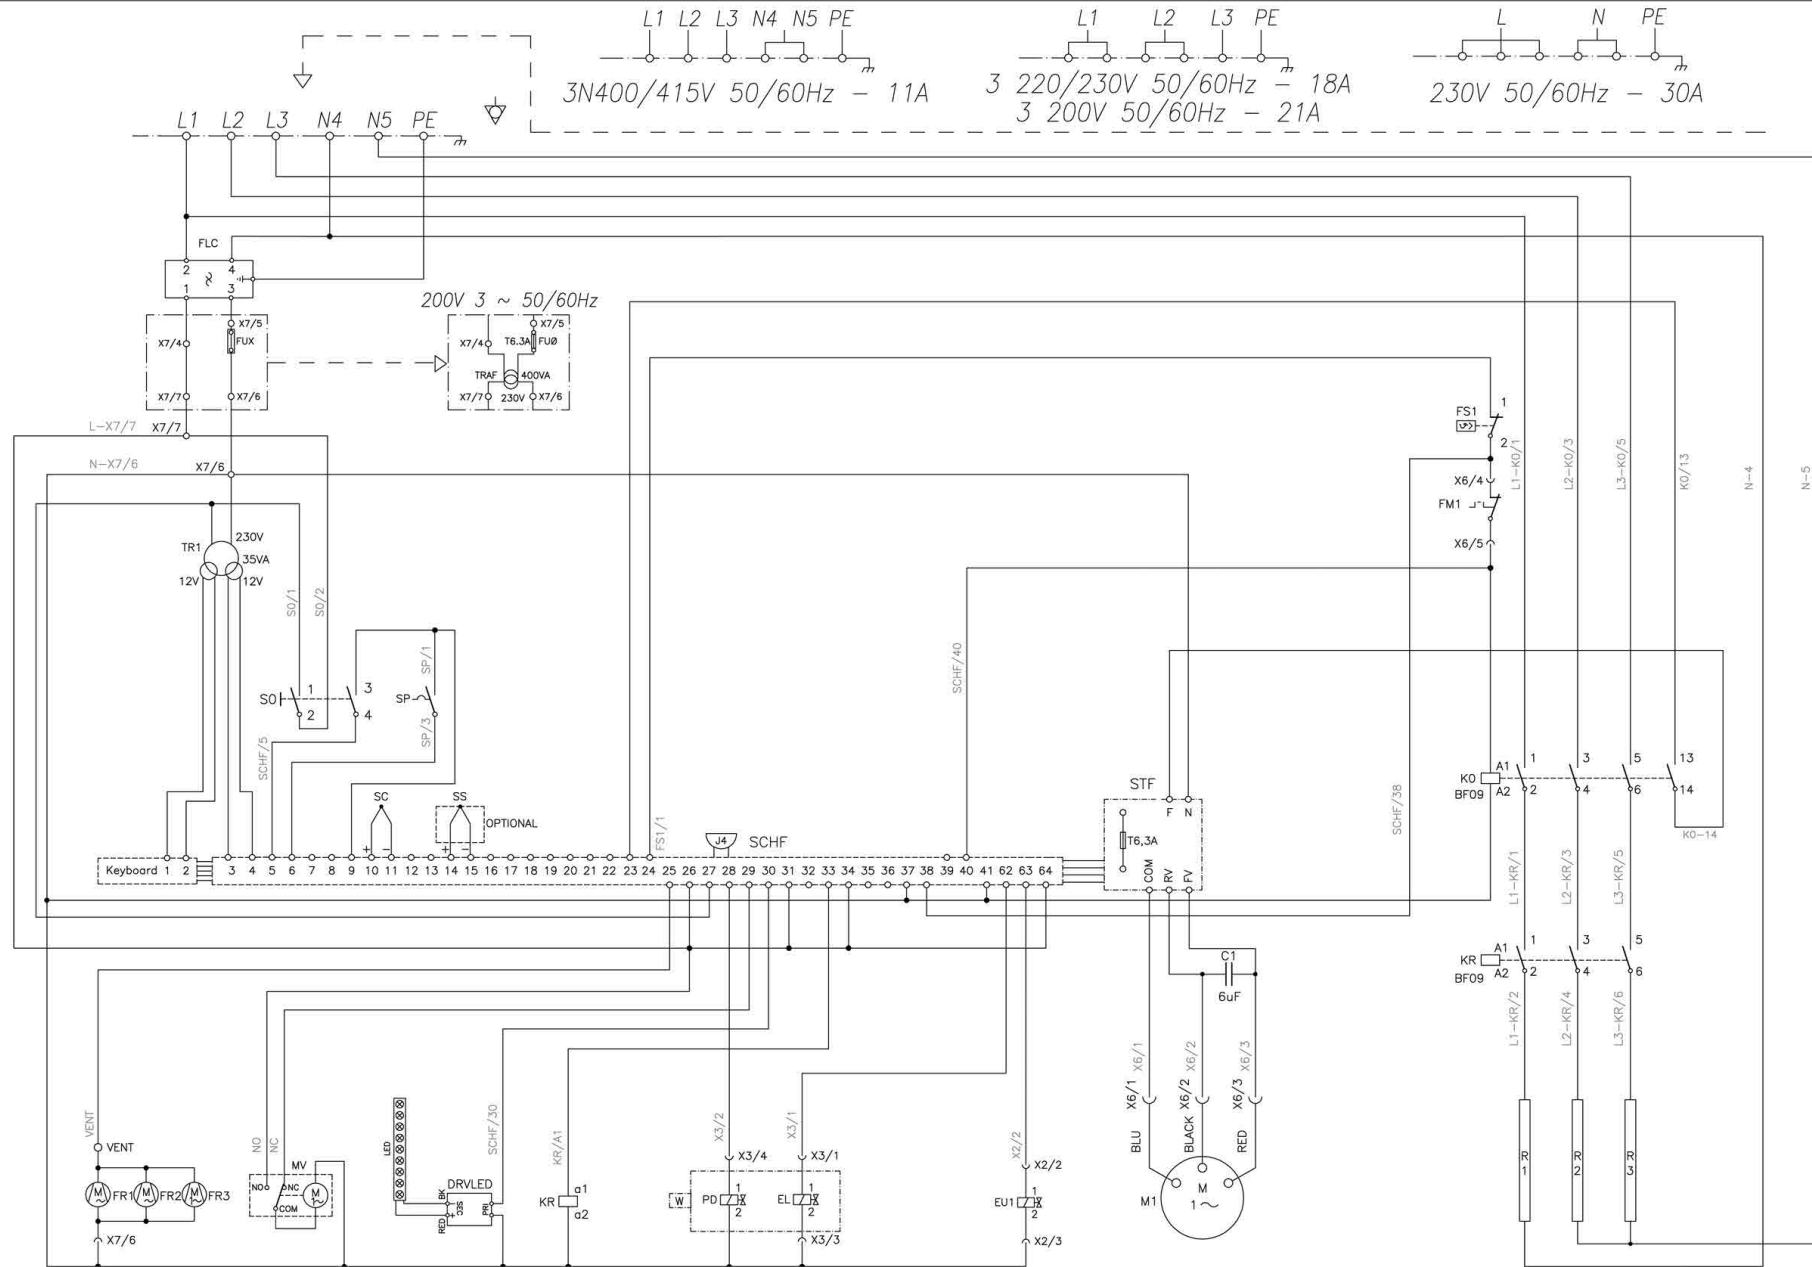 L1 L2 L3 N4 N5 PE
3N400/415V 50/60Hz - 11A
L1 L2 L3 PE
3 220/230V 50/60Hz - 18A
3 200V 50/60Hz - 21A
L N PE
230V 50/60Hz - 30A
L1 L2 L3 N4 N5 PE
FLC
2 4
1 3
X7/5
FUX
X7/4
X7/7
X7/6
200V 3 ~ 50/60Hz
X7/5
X7/4
T6.3A
FUØ
TRAF
400VA
X7/7
230V
X7/6
L-X7/7
X7/7
N-X7/6
X7/6
TR1
230V
35VA
12V
12V
S0/1
S0/2
SO
1
2
3
4
SP/1
SP
SP/3
SCHF/5
SC
+ -
SS
+ -
OPTIONAL
FS1/1
J4
SCHF
SCHF/40
FS1
1
2
X6/4
FM1
X6/5
SCHF/38
L1-K0/1
L2-K0/3
L3-K0/5
K0/13
N-4
N-5
K0
BF09
A1
A2
1
2
3
4
5
6
13
14
K0-14
STF
F N
T6,3A
COM
RV
FV
Keyboard 1 2 3 4 5 6 7 8 9 10 11 12 13 14 15 16 17 18 19 20 21 22 23 24 25 26 27 28 29 30 31 32 33 34 35 36 37 38 39 40 41 62 63 64
L1-KR/1
L2-KR/3
L3-KR/5
KR
BF09
A1
A2
1
2
3
4
5
6
L1-KR/2
L2-KR/4
L3-KR/6
C1
6uF
X6/1
X6/1
X6/2
X6/2
X6/3
X6/3
BLU
BLACK
RED
M1
M
1~
R1
R2
R3
VENT
VENT
M
FR1
M
FR2
M
FR3
X7/6
NO
NC
MV
NO
NC
COM
M
LED
DRVLED
BK
RED
SEC
PRI
- +
SCHF/30
KR/A1
KR
a1
a2
X3/2
X3/4
W
PD
1
2
X3/1
X3/1
EL
1
2
X3/3
X2/2
X2/2
EU1
1
2
X2/3